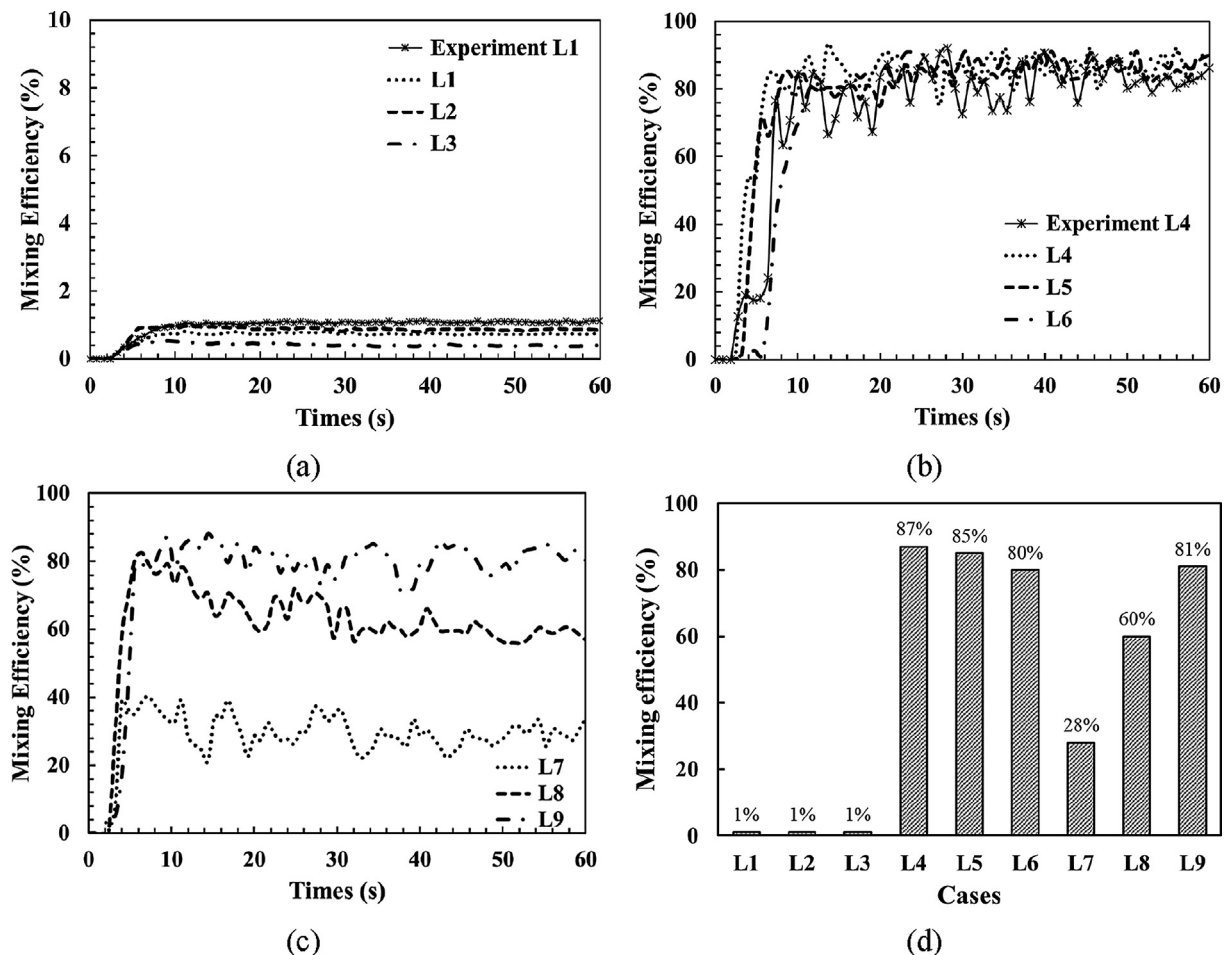 10
8
6
4
2
0
Mixing Efficiency (%)
Experiment L1
L1
L2
L3
0 10 20 30 40 50 60
Times (s)
(a)
100
80
60
40
20
0
Mixing Efficiency (%)
Experiment L4
L4
L5
L6
0 10 20 30 40 50 60
Times (s)
(b)
100
80
60
40
20
0
Mixing Efficiency (%)
L7
L8
L9
0 10 20 30 40 50 60
Times (s)
(c)
100
80
60
40
20
0
Mixing efficiency (%)
1% 1% 1% 87% 85% 80% 28% 60% 81%
L1 L2 L3 L4 L5 L6 L7 L8 L9
Cases
(d)